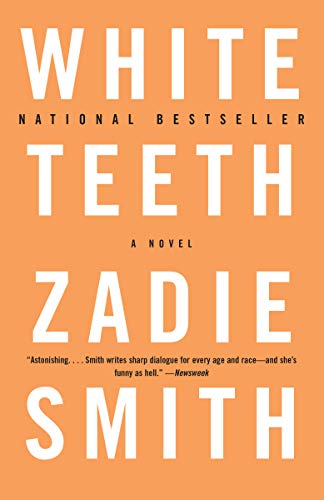 WHITE
NATIONAL BESTSELLER
TEETH
A NOVEL
ZADIE
"Astonishing. . . . Smith writes sharp dialogue for every age and race—and she's
funny as hell." —Newsweek
SMITH